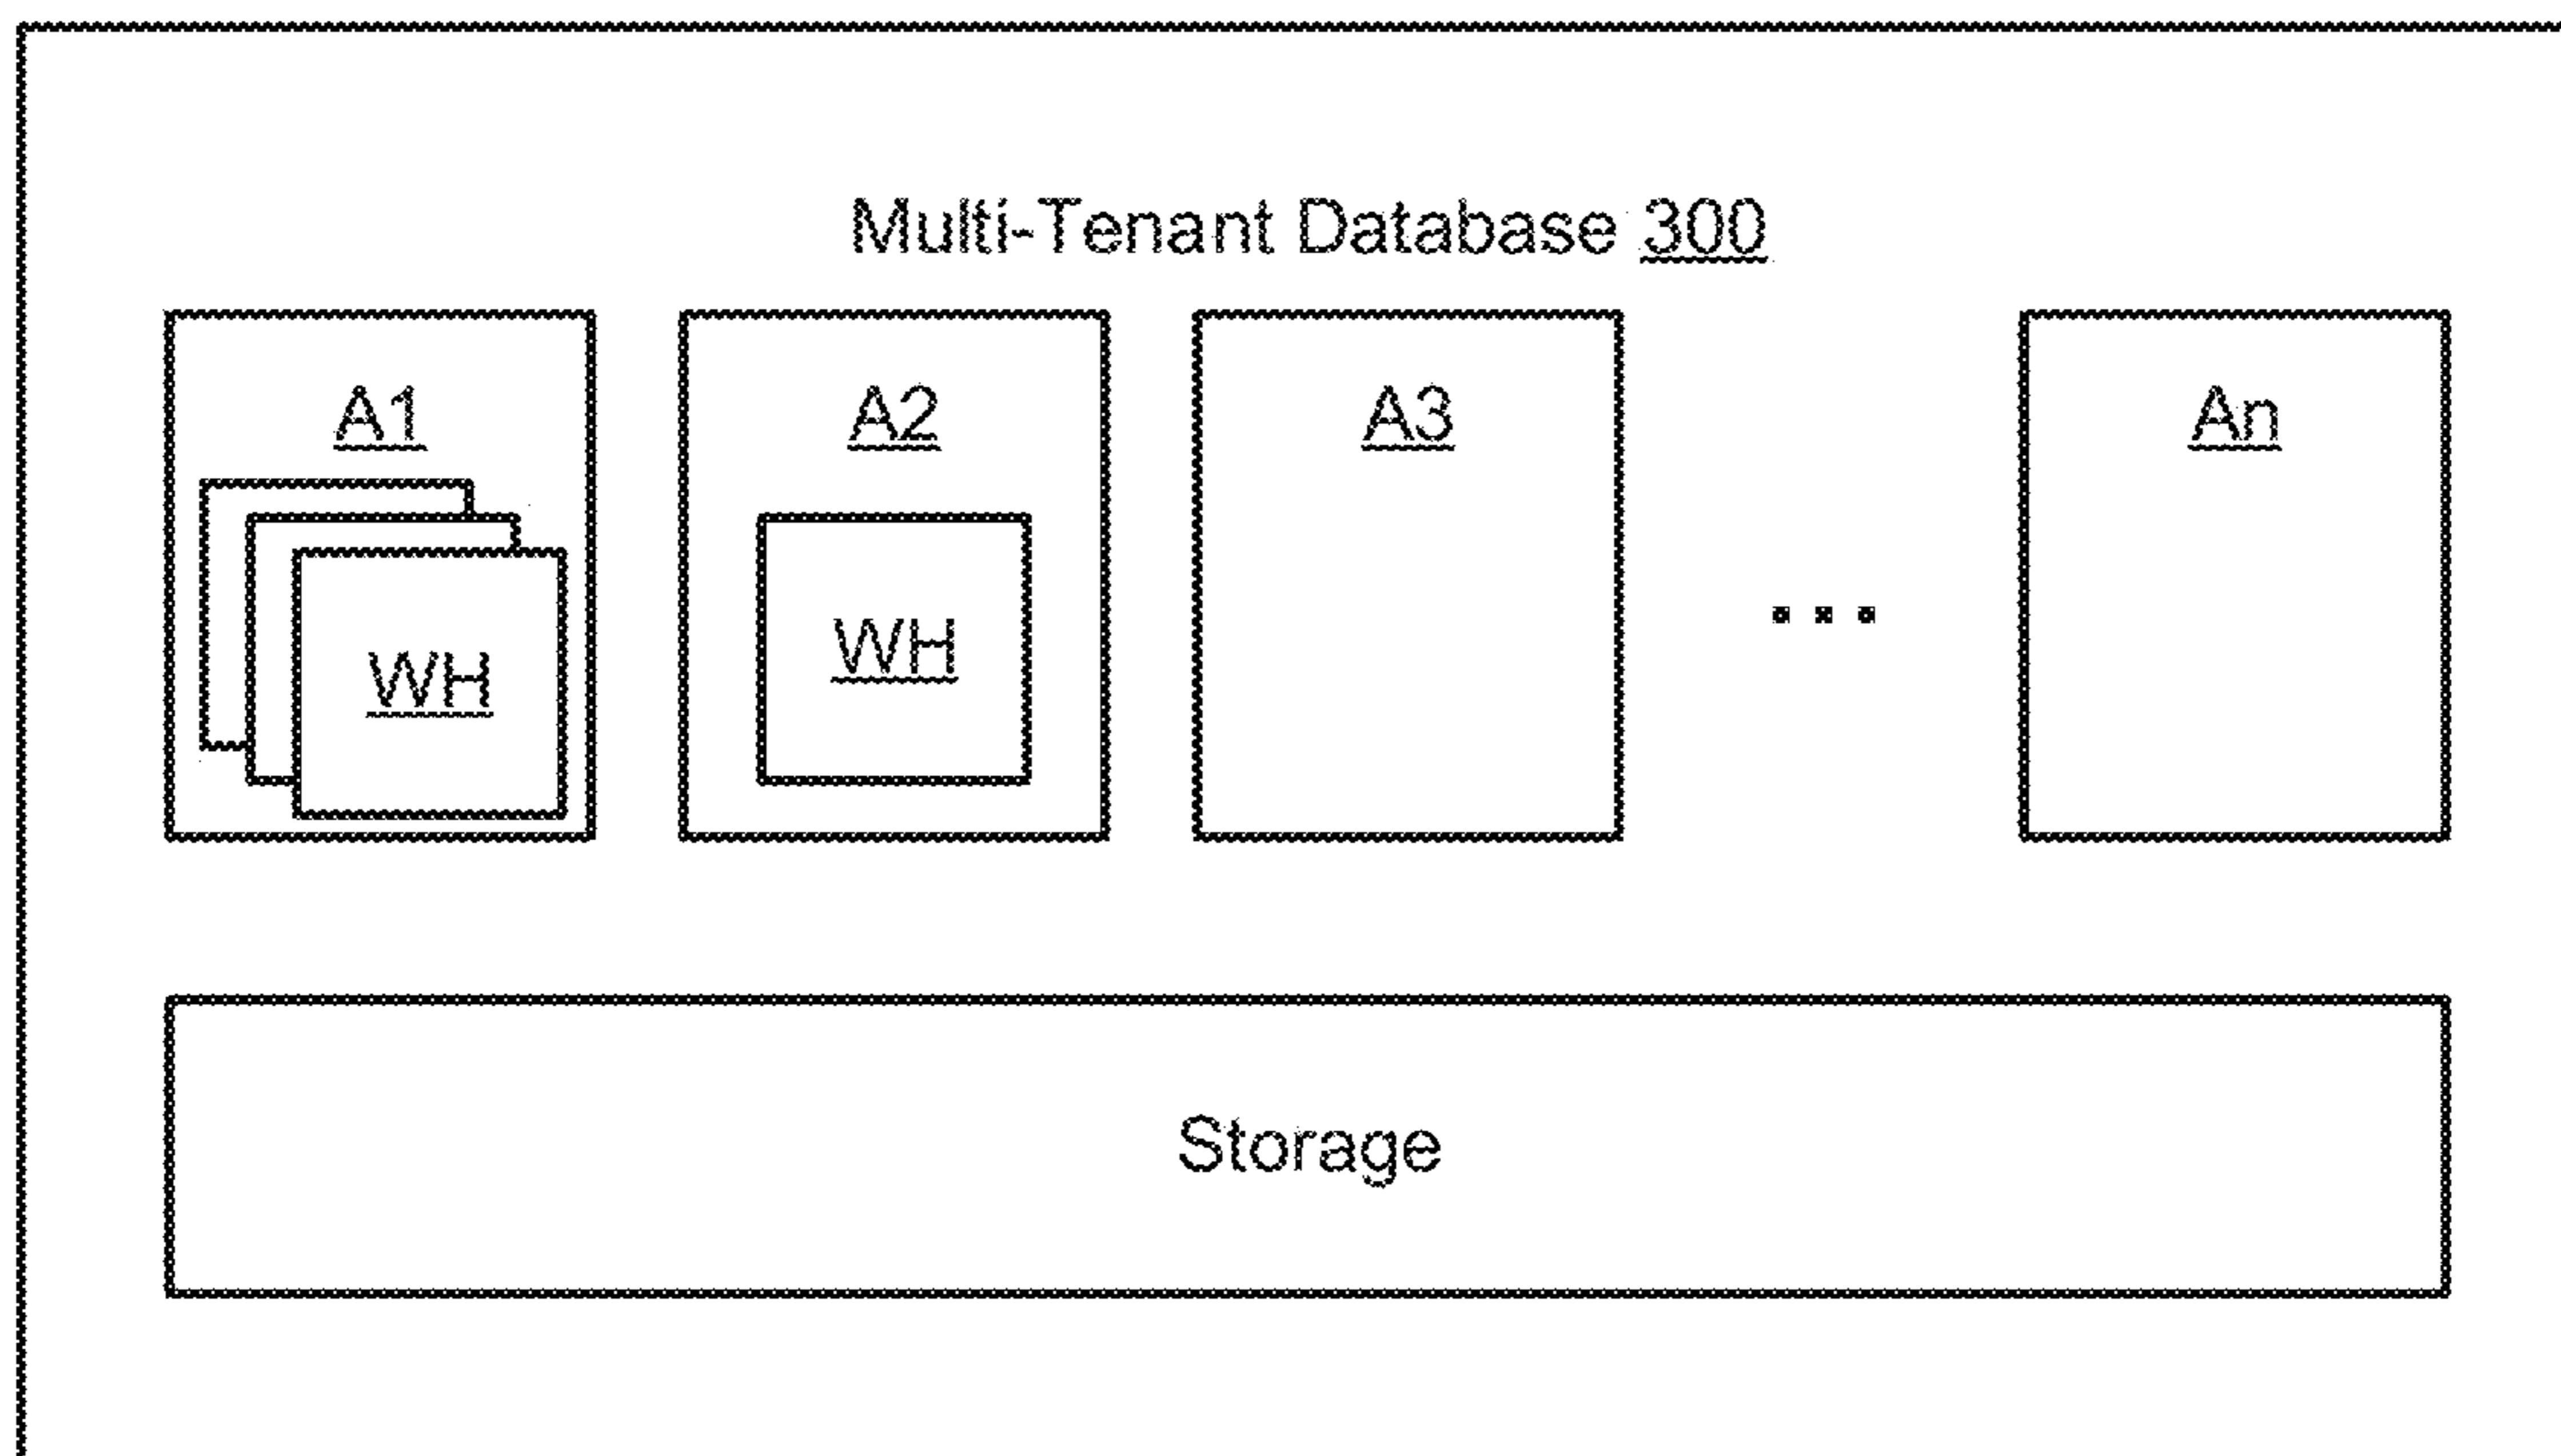 Multi-Tenant Database 300
A1 A2 A3 An
...
WH WH
Storage